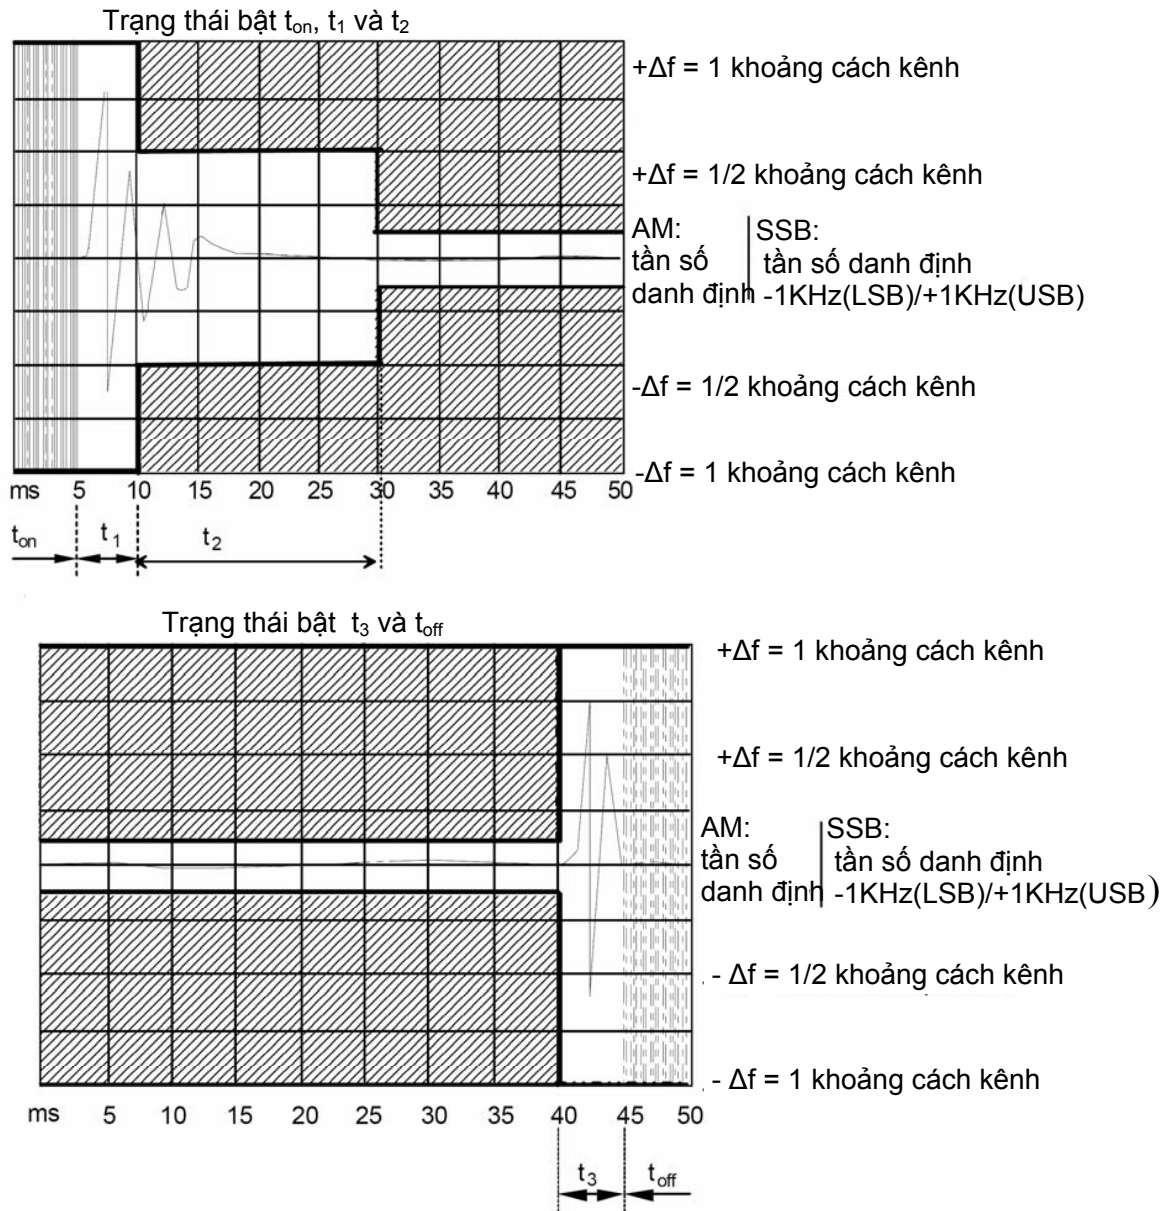 Trạng thái bật t_on, t_1 và t_2
+Δf = 1 khoảng cách kênh
+Δf = 1/2 khoảng cách kênh
AM: SSB:
tần số tần số danh định
danh định -1KHz(LSB)/+1KHz(USB)
-Δf = 1/2 khoảng cách kênh
-Δf = 1 khoảng cách kênh
ms 5 10 15 20 25 30 35 40 45 50
t_on t_1 t_2
Trạng thái bật t_3 và t_off
+Δf = 1 khoảng cách kênh
+Δf = 1/2 khoảng cách kênh
AM: SSB:
tần số tần số danh định
danh định -1KHz(LSB)/+1KHz(USB)
- Δf = 1/2 khoảng cách kênh
- Δf = 1 khoảng cách kênh
ms 5 10 15 20 25 30 35 40 45 50
t_3 t_off